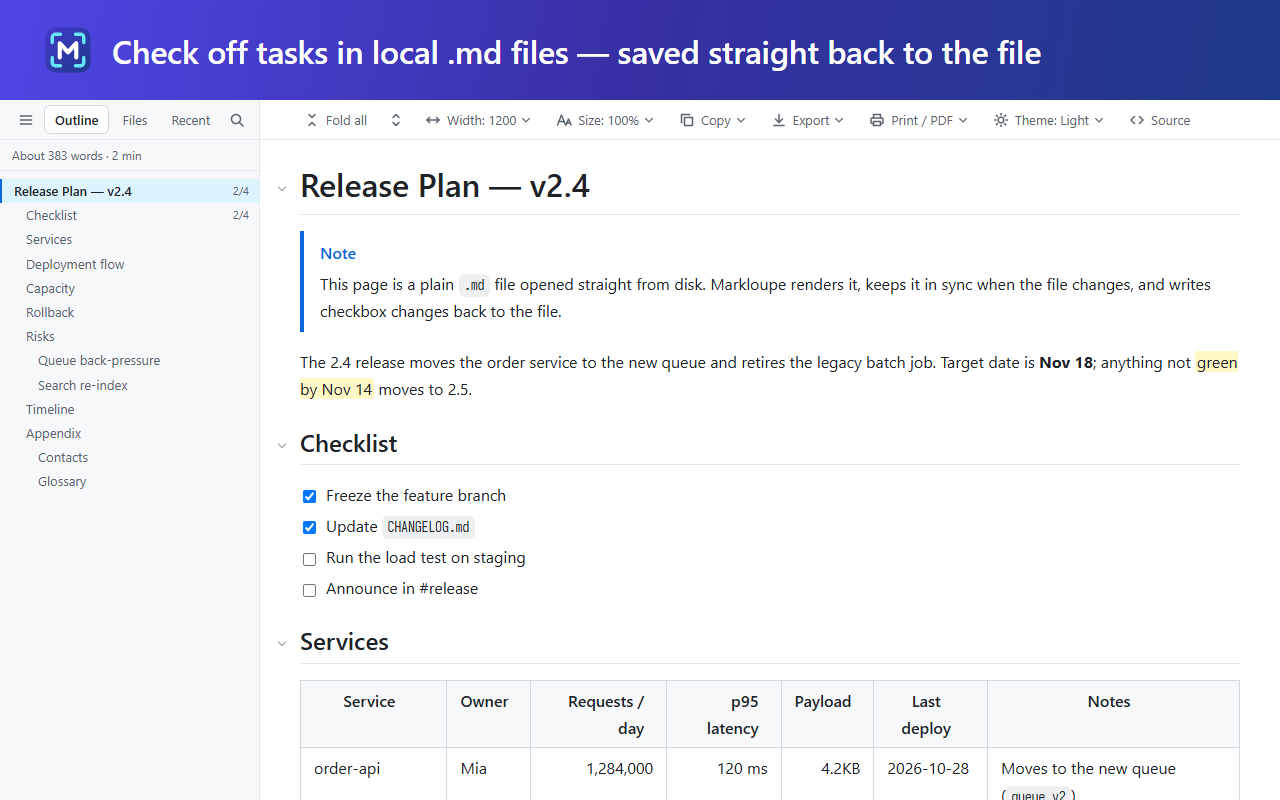 M
Check off tasks in local .md files — saved straight back to the file
Outline
Files
Recent
Fold all
Width: 1200
Size: 100%
Copy
Export
Print / PDF
Theme: Light
Source
About 383 words · 2 min
Release Plan — v2.4 2/4
Checklist 2/4
Services
Deployment flow
Capacity
Rollback
Risks
Queue back-pressure
Search re-index
Timeline
Appendix
Contacts
Glossary
Release Plan — v2.4
Note
This page is a plain .md file opened straight from disk. Markloupe renders it, keeps it in sync when the file changes, and writes
checkbox changes back to the file.
The 2.4 release moves the order service to the new queue and retires the legacy batch job. Target date is Nov 18; anything not green
by Nov 14 moves to 2.5.
Checklist
Freeze the feature branch
Update CHANGELOG.md
Run the load test on staging
Announce in #release
Services
Service Owner Requests / p95 Payload Last Notes
day latency deploy
order-api Mia 1,284,000 120 ms 4.2KB 2026-10-28 Moves to the new queue
(queue v2)